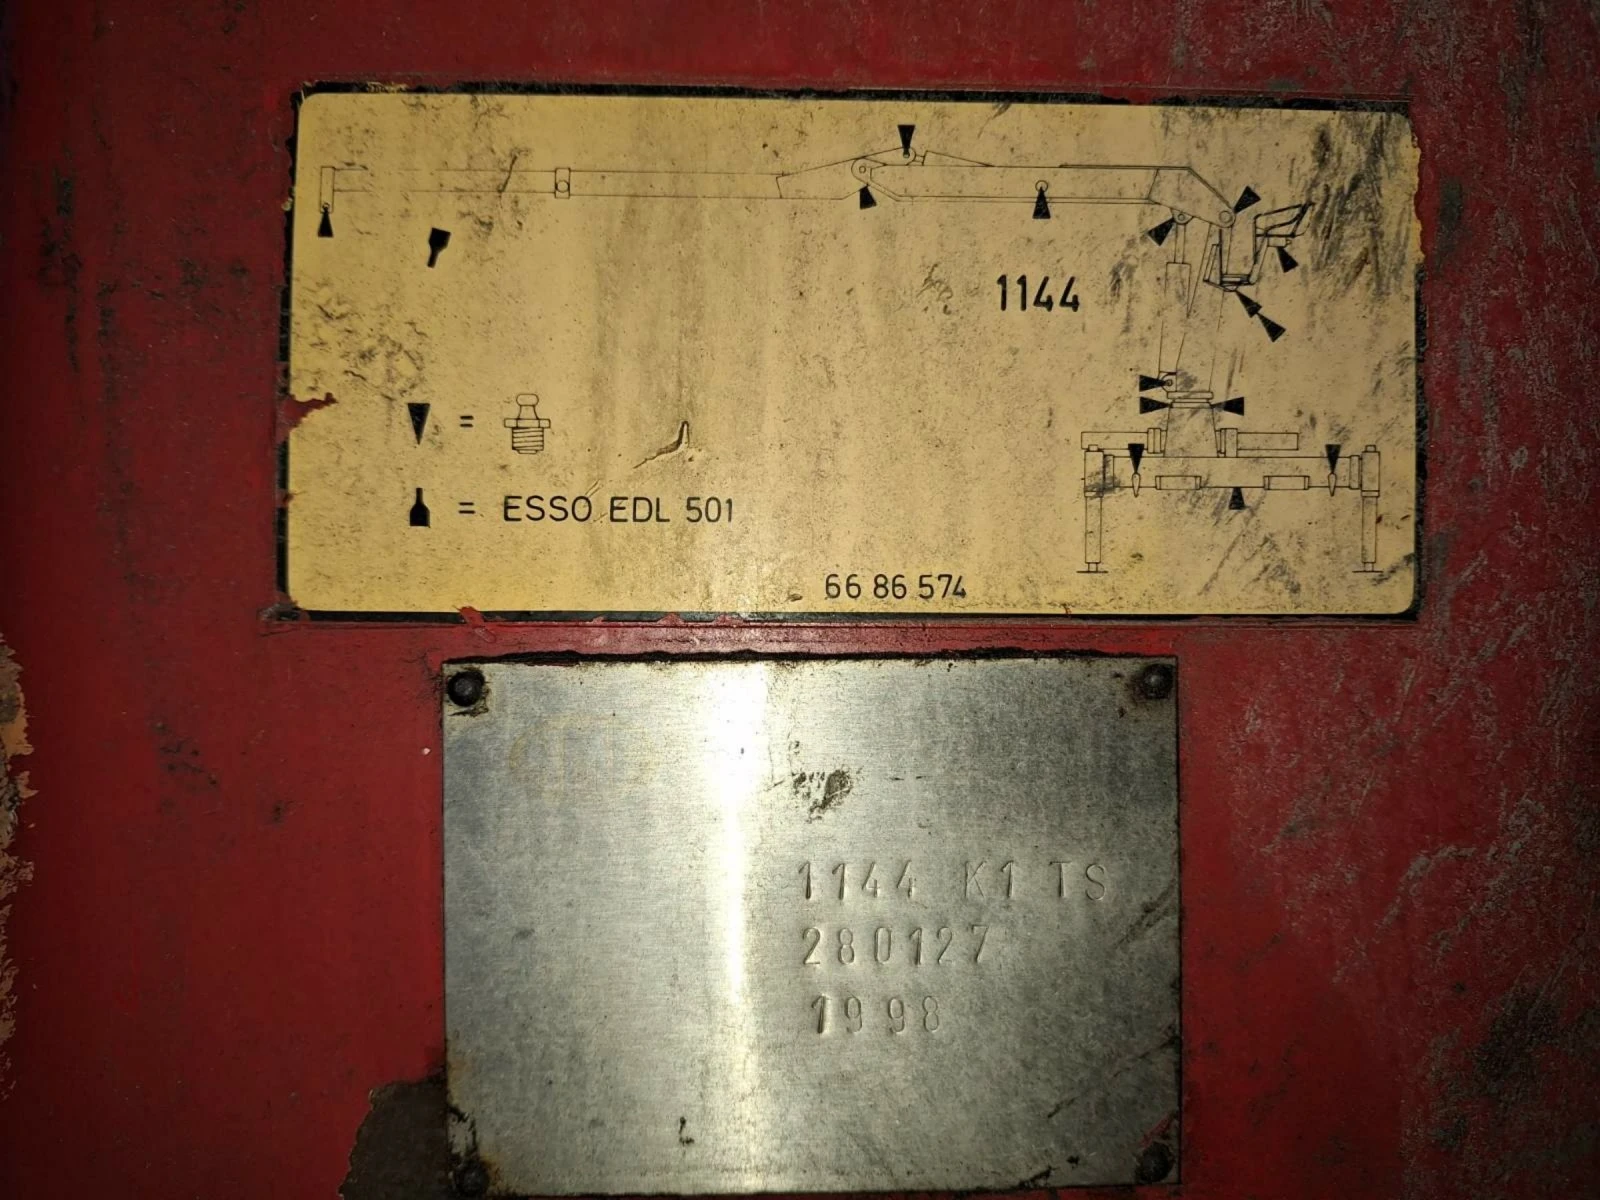 1144
=
= ESSO EDL 501
66 86 574
1144 K1 TS
280127
1998